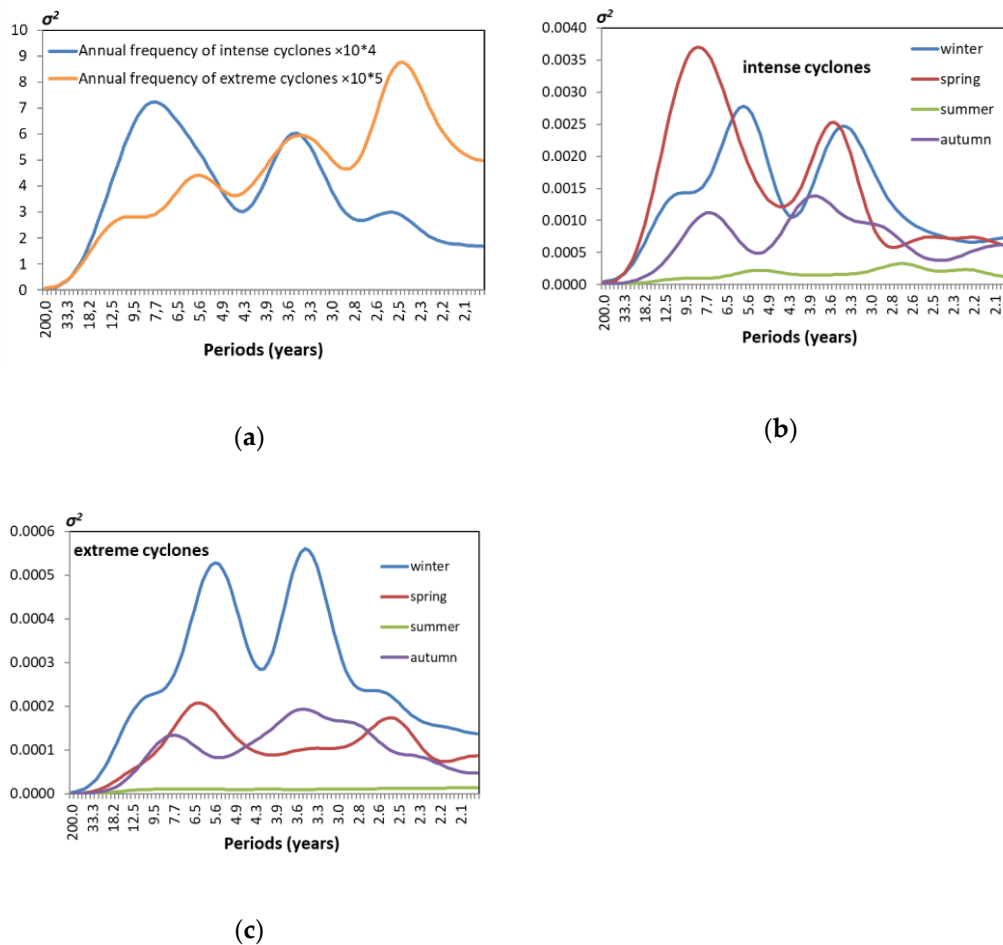 σ²
10
9
8
7
6
5
4
3
2
1
0
Annual frequency of intense cyclones ×10*4
Annual frequency of extreme cyclones ×10*5
200.0 33.3 18.2 12.5 9.5 7.7 6.5 5.6 4.9 4.3 3.9 3.6 3.3 3.0 2.8 2.6 2.5 2.3 2.2 2.1
Periods (years)
(a)
σ²
0.0040
0.0035
0.0030
0.0025
0.0020
0.0015
0.0010
0.0005
0.0000
intense cyclones
winter
spring
summer
autumn
200.0 33.3 18.2 12.5 9.5 7.7 6.5 5.6 4.9 4.3 3.9 3.6 3.3 3.0 2.8 2.6 2.5 2.3 2.2 2.1
Periods (years)
(b)
σ²
0.0006
0.0005
0.0004
0.0003
0.0002
0.0001
0.0000
extreme cyclones
winter
spring
summer
autumn
200.0 33.3 18.2 12.5 9.5 7.7 6.5 5.6 4.9 4.3 3.9 3.6 3.3 3.0 2.8 2.6 2.5 2.3 2.2 2.1
Periods (years)
(c)